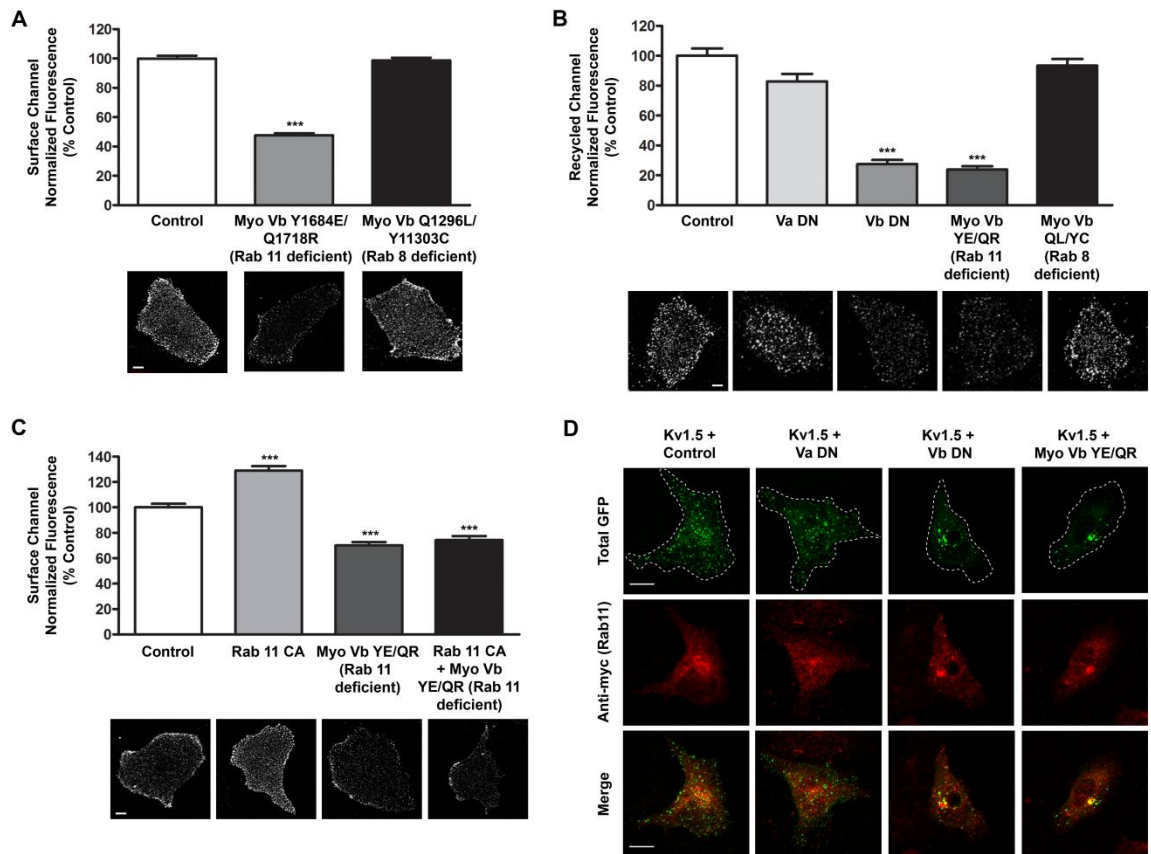 A
Surface Channel
Normalized Fluorescence
(% Control)
120
100
80
60
40
20
0
***
Control
Myo Vb Y1684E/
Q1718R
(Rab 11 deficient)
Myo Vb Q1296L/
Y11303C
(Rab 8 deficient)
B
Recycled Channel
Normalized Fluorescence
(% Control)
120
100
80
60
40
20
0
***
***
Control
Va DN
Vb DN
Myo Vb
YE/QR
(Rab 11
deficient)
Myo Vb
QL/YC
(Rab 8
deficient)
C
Surface Channel
Normalized Fluorescence
(% Control)
140
120
100
80
60
40
20
0
***
***
***
Control
Rab 11 CA
Myo Vb YE/QR
(Rab 11
deficient)
Rab 11 CA
+ Myo Vb
YE/QR (Rab 11
deficient)
D
Kv1.5 +
Control
Kv1.5 +
Va DN
Kv1.5 +
Vb DN
Kv1.5 +
Myo Vb YE/QR
Total GFP
Anti-myc (Rab11)
Merge